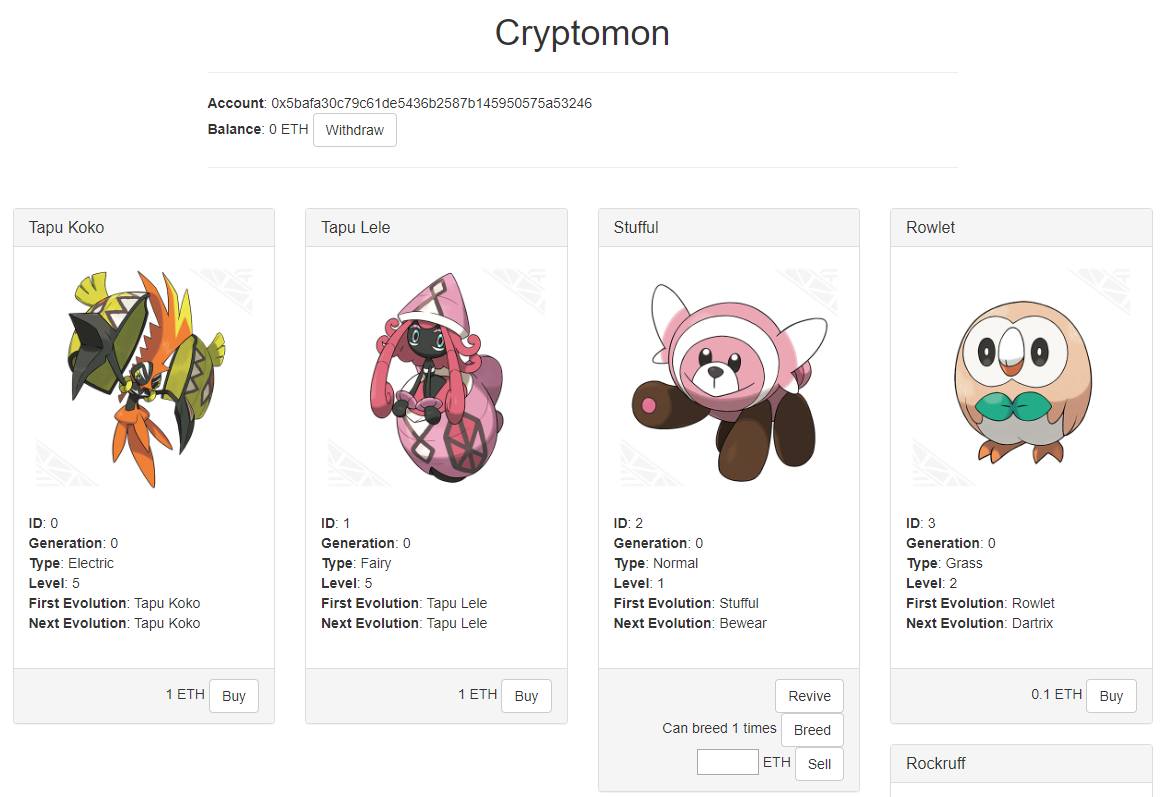 Cryptomon
Account: 0x5bafa30c79c61de5436b2587b145950575a53246
Balance: 0 ETH Withdraw
Tapu Koko
ID: 0
Generation: 0
Type: Electric
Level: 5
First Evolution: Tapu Koko
Next Evolution: Tapu Koko
1 ETH Buy
Tapu Lele
ID: 1
Generation: 0
Type: Fairy
Level: 5
First Evolution: Tapu Lele
Next Evolution: Tapu Lele
1 ETH Buy
Stufful
ID: 2
Generation: 0
Type: Normal
Level: 1
First Evolution: Stufful
Next Evolution: Bewear
Revive
Can breed 1 times Breed
ETH Sell
Rowlet
ID: 3
Generation: 0
Type: Grass
Level: 2
First Evolution: Rowlet
Next Evolution: Dartrix
0.1 ETH Buy
Rockruff